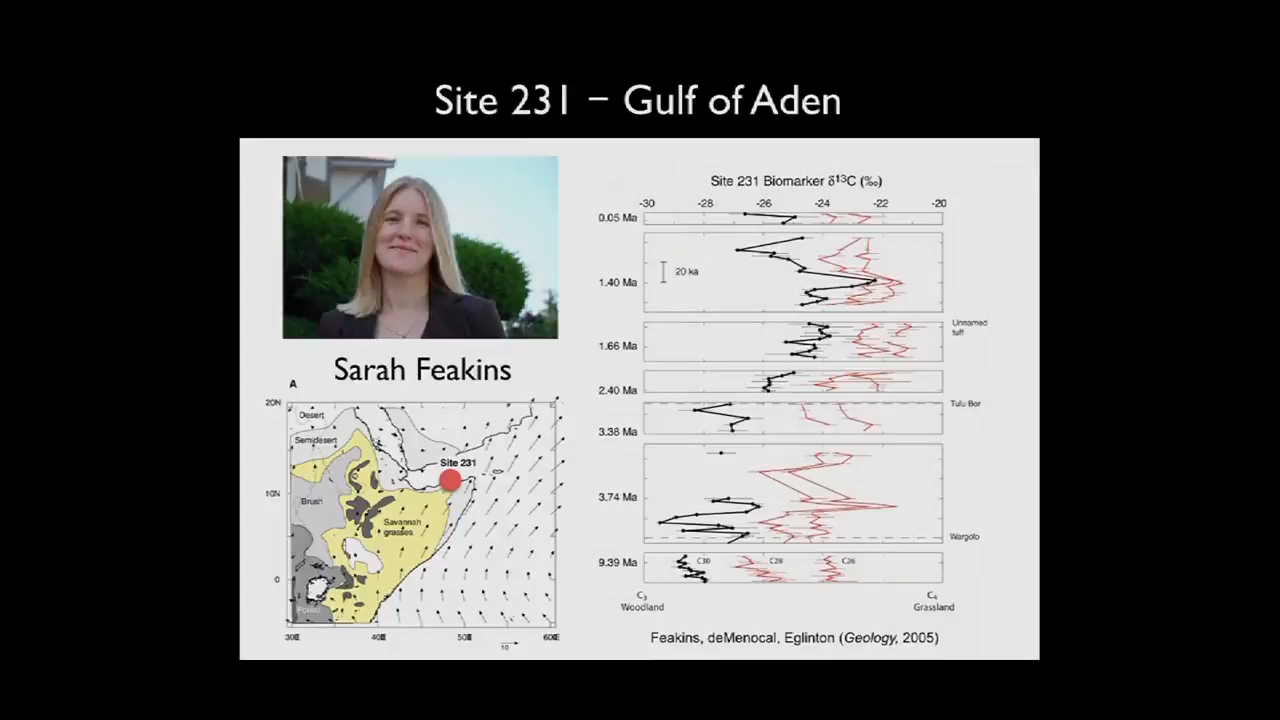 Site 231 – Gulf of Aden
Sarah Feakins
A
20N
10N
0
30E
40E
50E
60E
10
Desert
Semidesert
Brush
Savannah
grasses
Forest
Site 231
Site 231 Biomarker δ13C (‰)
-30 -28 -26 -24 -22 -20
0.05 Ma
20 ka
1.40 Ma
Unnamed
tuff
1.66 Ma
2.40 Ma
Tulu Bor
3.38 Ma
3.74 Ma
Wargolo
9.39 Ma
C30 C28 C26
C3
Woodland
C4
Grassland
Feakins, deMenocal, Eglinton (Geology, 2005)